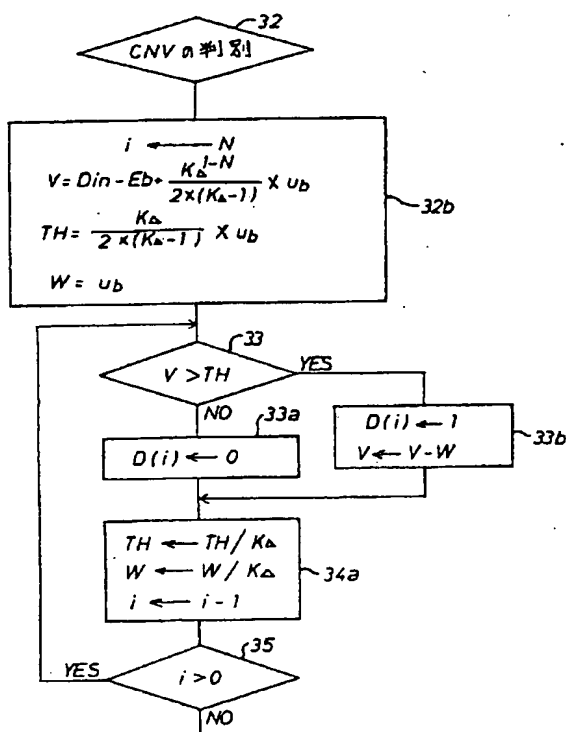 32
CNVの判別
i ← N
V = Din - Eb + K△^1-N / 2×(K△-1) × ub
TH = K△ / 2×(K△-1) × ub
W = ub
32b
33
V > TH
YES
NO
33a
D(i) ← 0
D(i) ← 1
V ← V - W
33b
TH ← TH / K△
W ← W / K△
i ← i - 1
34a
35
YES
i > 0
NO